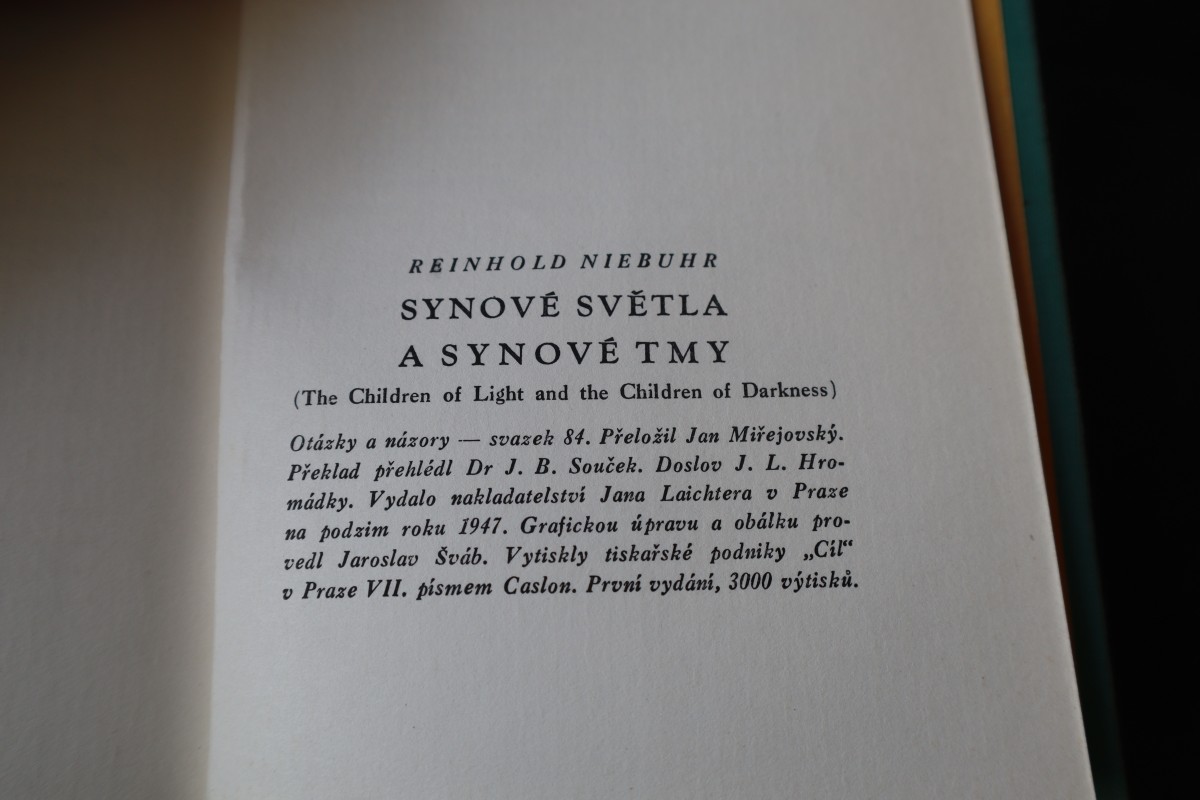 REINHOLD NIEBUHR
SYNOVÉ SVĚTLA
A SYNOVÉ TMY
(The Children of Light and the Children of Darkness)
Otázky a názory — svazek 84. Přeložil Jan Miřejovský.
Překlad přehlédl Dr J. B. Souček. Doslov J. L. Hro-
mádky. Vydalo nakladatelství Jana Laichtera v Praze
na podzim roku 1947. Grafickou úpravu a obálku pro-
vedl Jaroslav Šváb. Vytiskly tiskařské podniky „Cíl“
v Praze VII. písmem Caslon. První vydání, 3000 výtisků.